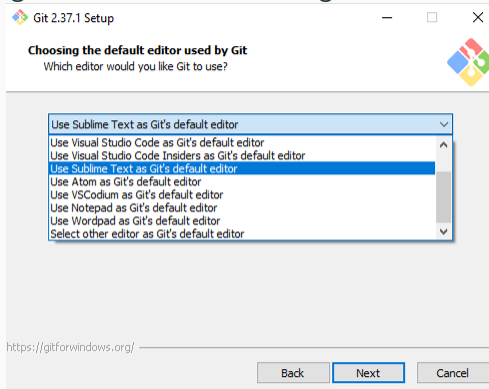 Git 2.37.1 Setup
Choosing the default editor used by Git
Which editor would you like Git to use?
Use Sublime Text as Git's default editor
Use Visual Studio Code as Git's default editor
Use Visual Studio Code Insiders as Git's default editor
Use Sublime Text as Git's default editor
Use Atom as Git's default editor
Use VSCodium as Git's default editor
Use Notepad as Git's default editor
Use Wordpad as Git's default editor
Select other editor as Git's default editor
https://gitforwindows.org/
Back Next Cancel